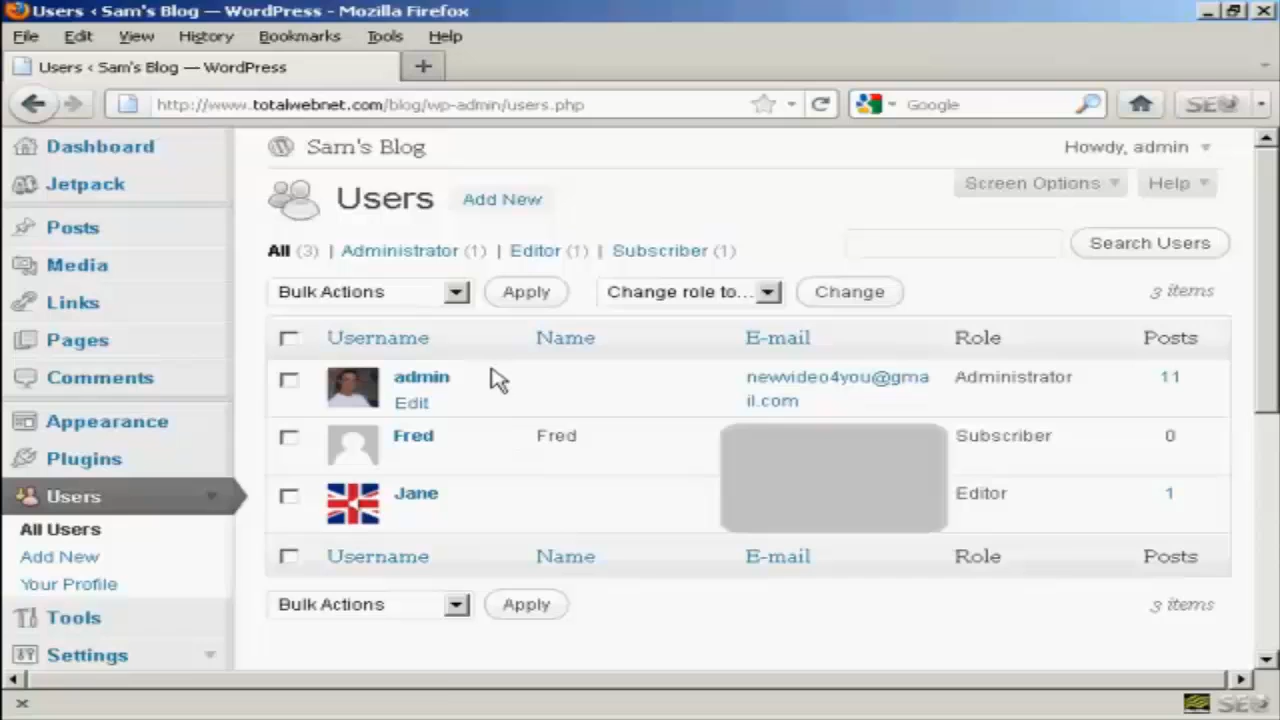 Users ‹ Sam's Blog — WordPress - Mozilla Firefox
File Edit View History Bookmarks Tools Help
Users ‹ Sam's Blog — WordPress
http://www.totalwebnet.com/blog/wp-admin/users.php Google SEO
Dashboard
Jetpack
Posts
Media
Links
Pages
Comments
Appearance
Plugins
Users
All Users
Add New
Your Profile
Tools
Settings
Sam's Blog Howdy, admin
Screen Options Help
Users Add New
All (3) | Administrator (1) | Editor (1) | Subscriber (1) Search Users
Bulk Actions Apply Change role to... Change 3 items
Username Name E-mail Role Posts
admin newvideo4you@gma Administrator 11
Edit il.com
Fred Fred Subscriber 0
Jane Editor 1
Username Name E-mail Role Posts
Bulk Actions Apply 3 items
SEO